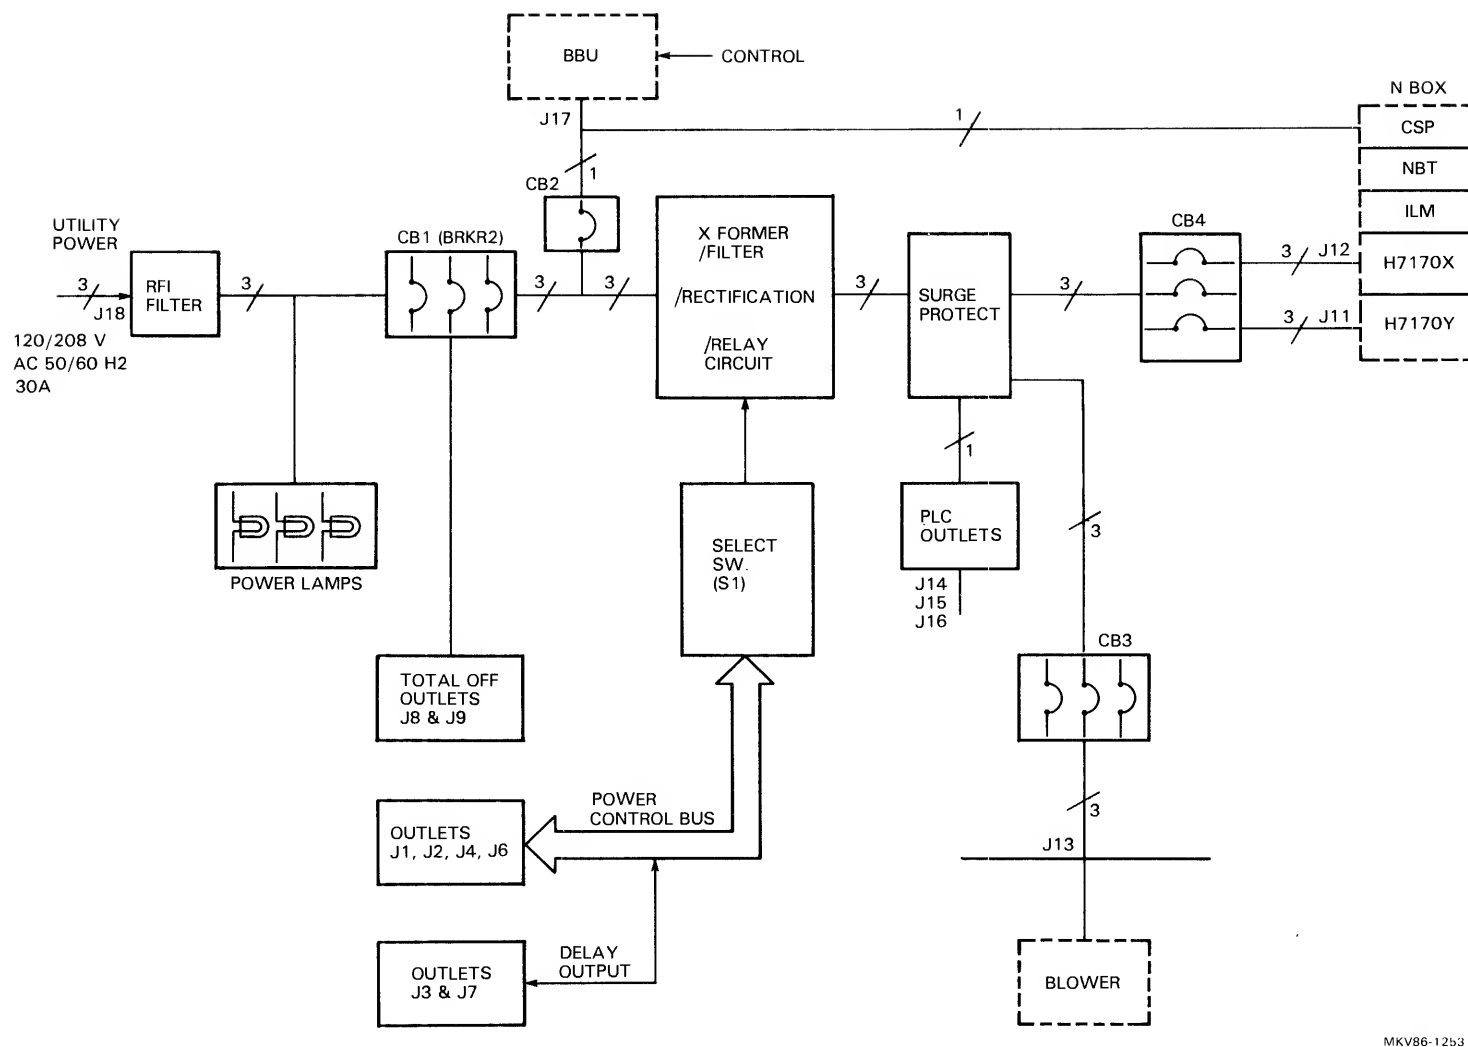 BBU
CONTROL
J17
1
1
N BOX
CSP
NBT
ILM
H7170X
H7170Y
CB2
UTILITY
POWER
3
J18
120/208 V
AC 50/60 H2
30A
RFI
FILTER
3
CB1 (BRKR2)
3
3
X FORMER
/FILTER
/RECTIFICATION
/RELAY
CIRCUIT
3
SURGE
PROTECT
3
CB4
3
J12
3
J11
POWER LAMPS
SELECT
SW.
(S1)
1
PLC
OUTLETS
J14
J15
J16
3
CB3
TOTAL OFF
OUTLETS
J8 & J9
POWER
CONTROL BUS
OUTLETS
J1, J2, J4, J6
3
J13
DELAY
OUTPUT
OUTLETS
J3 & J7
BLOWER
MKV86-1253